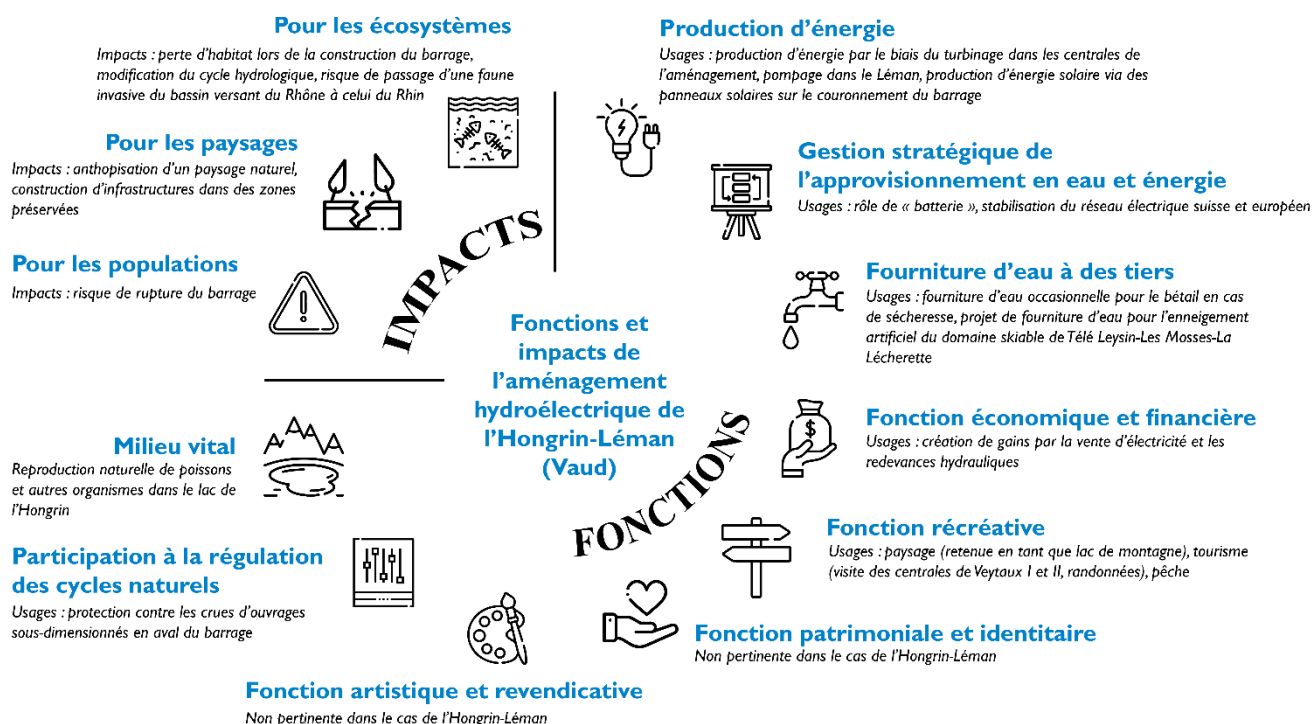 Pour les écosystèmes
Impacts : perte d'habitat lors de la construction du barrage,
modification du cycle hydrologique, risque de passage d'une faune
invasive du bassin versant du Rhône à celui du Rhin
Pour les paysages
Impacts : anthopisation d'un paysage naturel,
construction d'infrastructures dans des zones
préservées
Pour les populations
Impacts : risque de rupture du barrage
IMPACTS
Production d'énergie
Usages : production d'énergie par le biais du turbinage dans les centrales de
l'aménagement, pompage dans le Léman, production d'énergie solaire via des
panneaux solaires sur le couronnement du barrage
Gestion stratégique de
l'approvisionnement en eau et énergie
Usages : rôle de « batterie », stabilisation du réseau électrique suisse et européen
Fourniture d'eau à des tiers
Usages : fourniture d'eau occasionnelle pour le bétail en cas
de sécheresse, projet de fourniture d'eau pour l'enneigement
artificiel du domaine skiable de Télé Leysin-Les Mosses-La
Lécherette
Fonctions et
impacts de
l'aménagement
hydroélectrique de
l'Hongrin-Léman
(Vaud)
Fonction économique et financière
Usages : création de gains par la vente d'électricité et les
redevances hydrauliques
$
FONCTIONS
Fonction récréative
Usages : paysage (retenue en tant que lac de montagne), tourisme
(visite des centrales de Veytaux I et II, randonnées), pêche
Fonction patrimoniale et identitaire
Non pertinente dans le cas de l'Hongrin-Léman
Milieu vital
Reproduction naturelle de poissons
et autres organismes dans le lac de
l'Hongrin
Participation à la régulation
des cycles naturels
Usages : protection contre les crues d'ouvrages
sous-dimensionnés en aval du barrage
Fonction artistique et revendicative
Non pertinente dans le cas de l'Hongrin-Léman